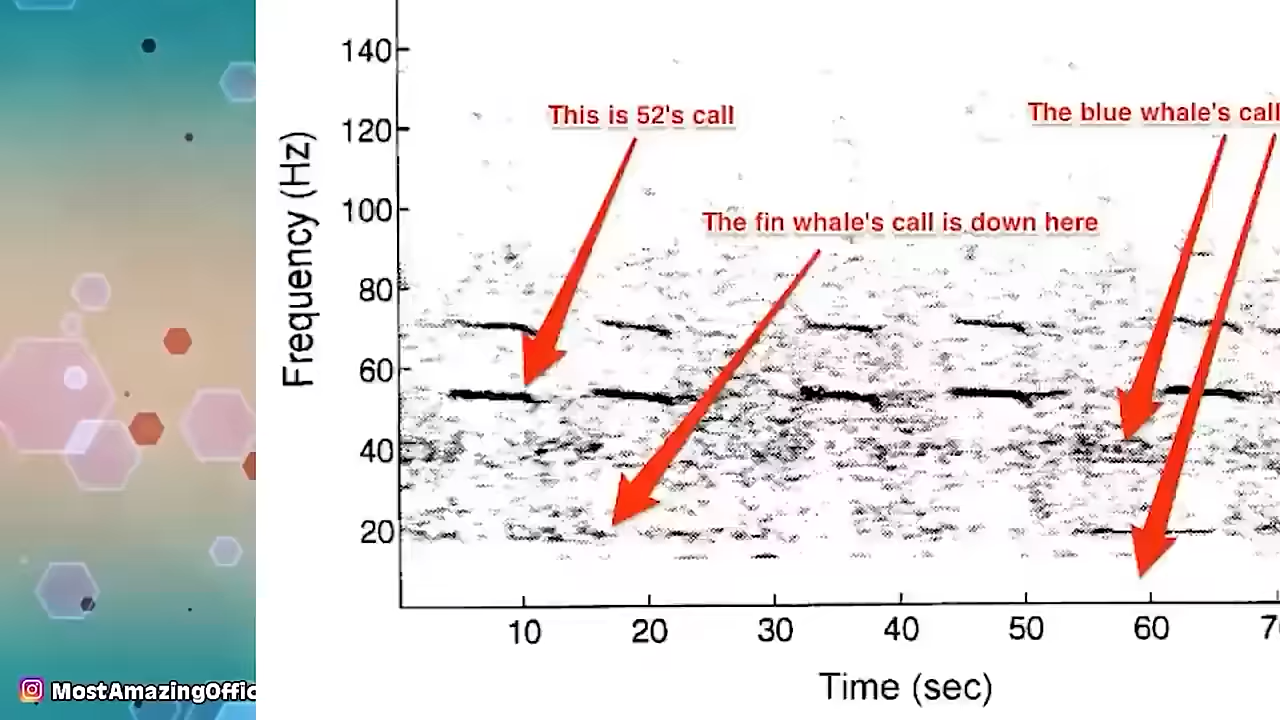 140
This is 52's call
The blue whale's call
120
100
The fin whale's call is down here
80
60
40
20
Frequency (Hz)
10 20 30 40 50 60
Time (sec)
MostAmazingOffic